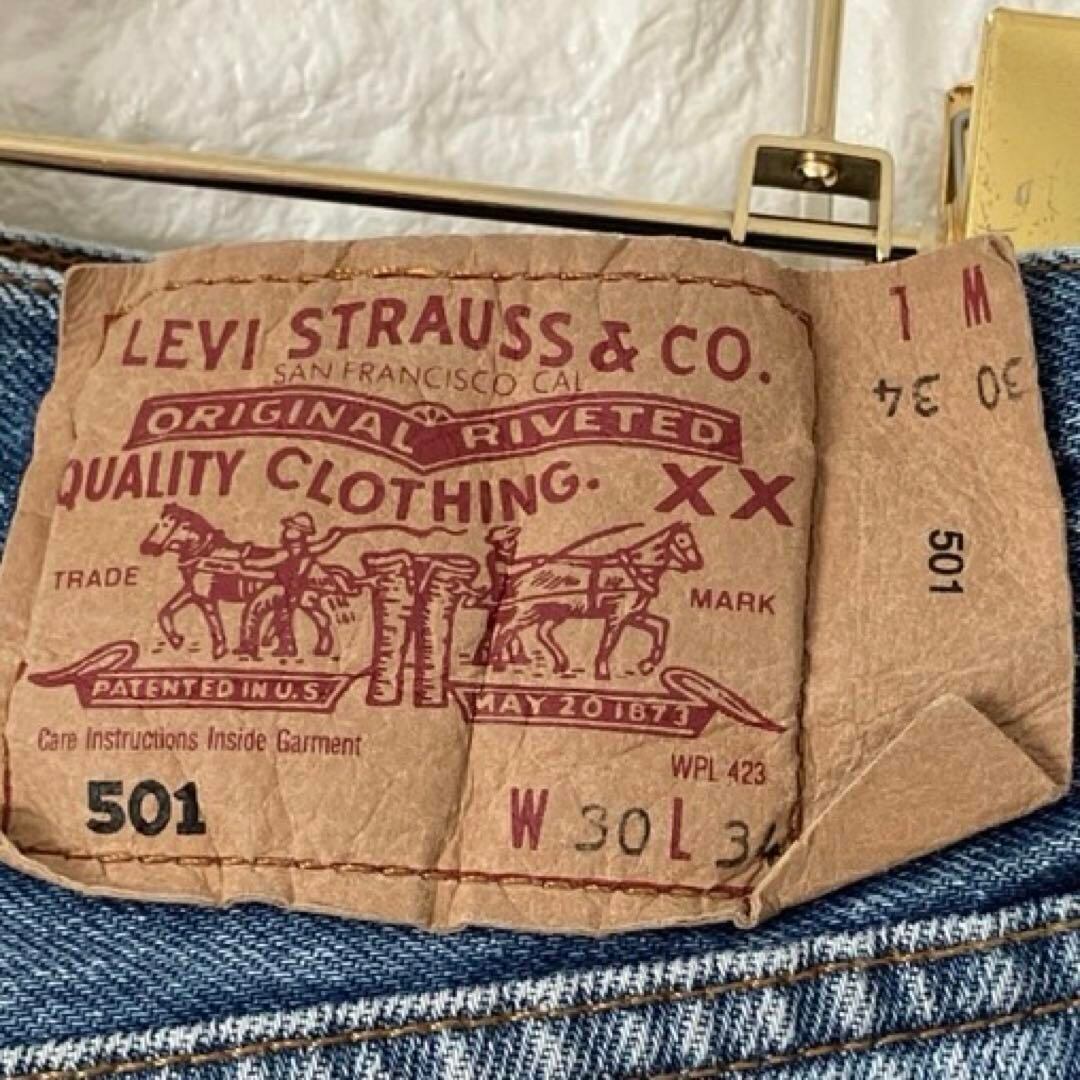 LEVI STRAUSS & CO.
SAN FRANCISCO CAL
ORIGINAL RIVETED
QUALITY CLOTHING. XX
TRADE MARK
PATENTED IN U.S. MAY 20 1873
Care Instructions Inside Garment
WPL 423
501 W 30 L 34
30 34
501